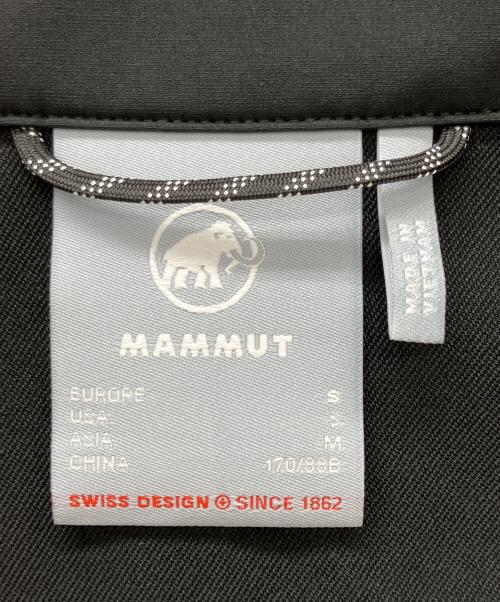 MAMMUT
EUROPE S
USA:
ASIA: M
CHINA 170/88B
SWISS DESIGN SINCE 1862
MADE IN
VIETNAM